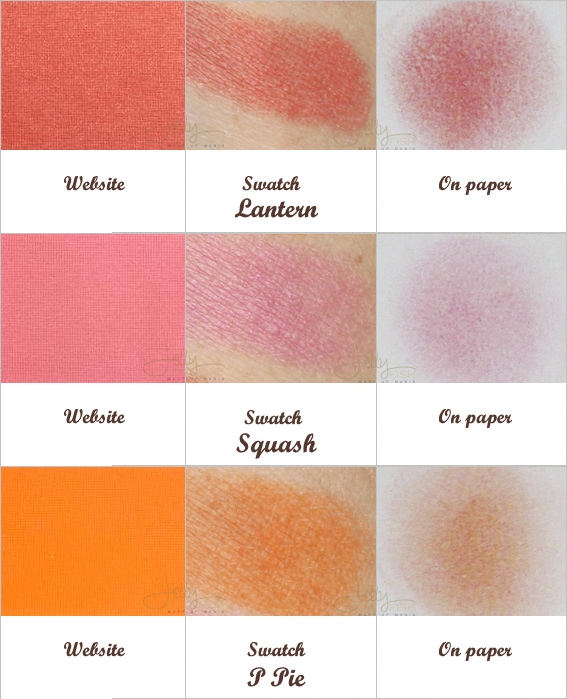 Website
Swatch
Lantern
On paper
Website
Swatch
Squash
On paper
Website
Swatch
P Pie
On paper